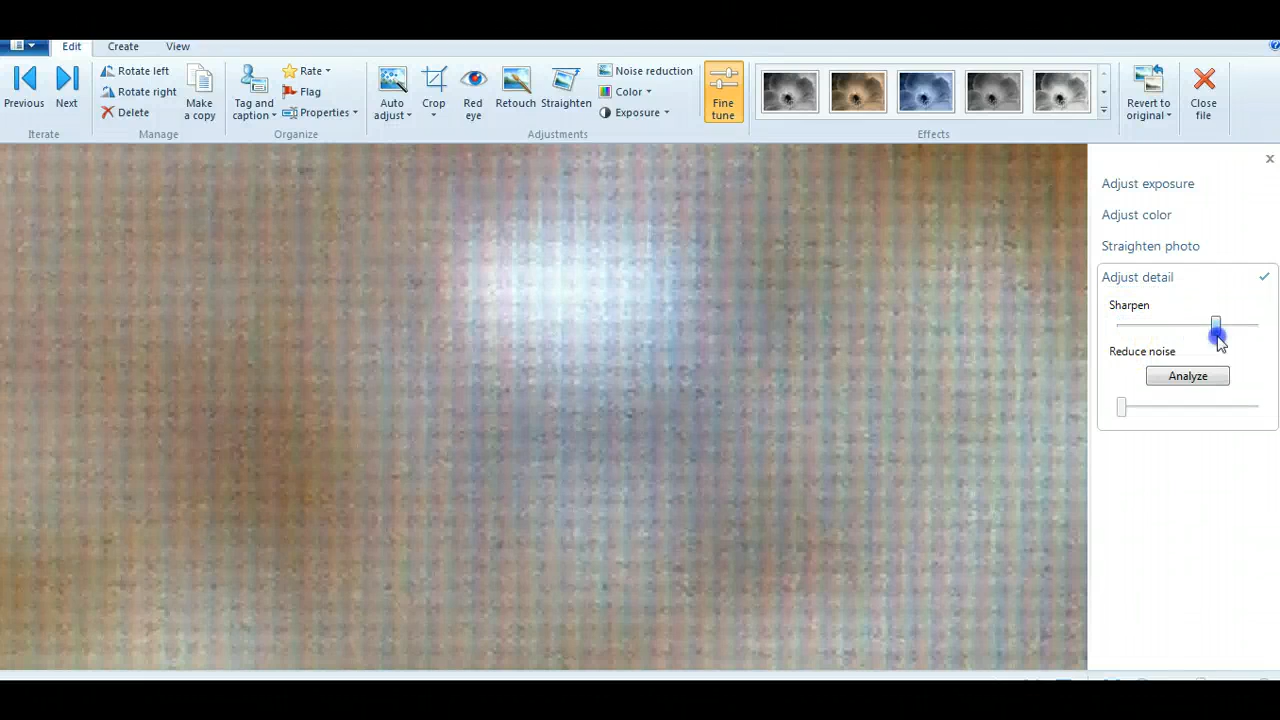 Edit Create View
Previous Next
Iterate
Rotate left
Rotate right
Delete
Make a copy
Manage
Tag and caption
Rate
Flag
Properties
Organize
Auto adjust
Crop
Red eye
Retouch
Straighten
Noise reduction
Color
Exposure
Adjustments
Fine tune
Effects
Revert to original
Close file
Adjust exposure
Adjust color
Straighten photo
Adjust detail
Sharpen
Reduce noise
Analyze